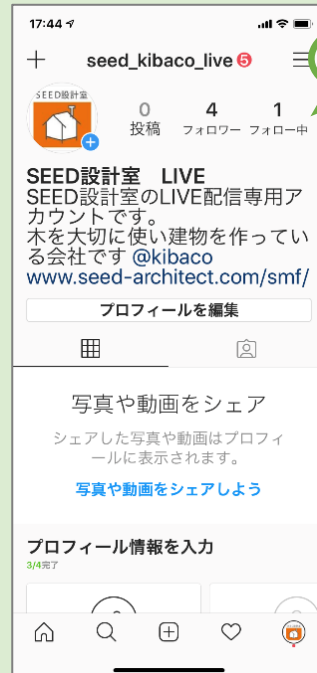 17:44
seed_kibaco_live 5
SEED設計室
0
投稿
4
フォロワー
1
フォロー中
SEED設計室　LIVE
SEED設計室のLIVE配信専用ア
カウントです。
木を大切に使い建物を作ってい
る会社です @kibaco
www.seed-architect.com/smf/
プロフィールを編集
写真や動画をシェア
シェアした写真や動画はプロフィ
ールに表示されます。
写真や動画をシェアしよう
プロフィール情報を入力
3/4完了